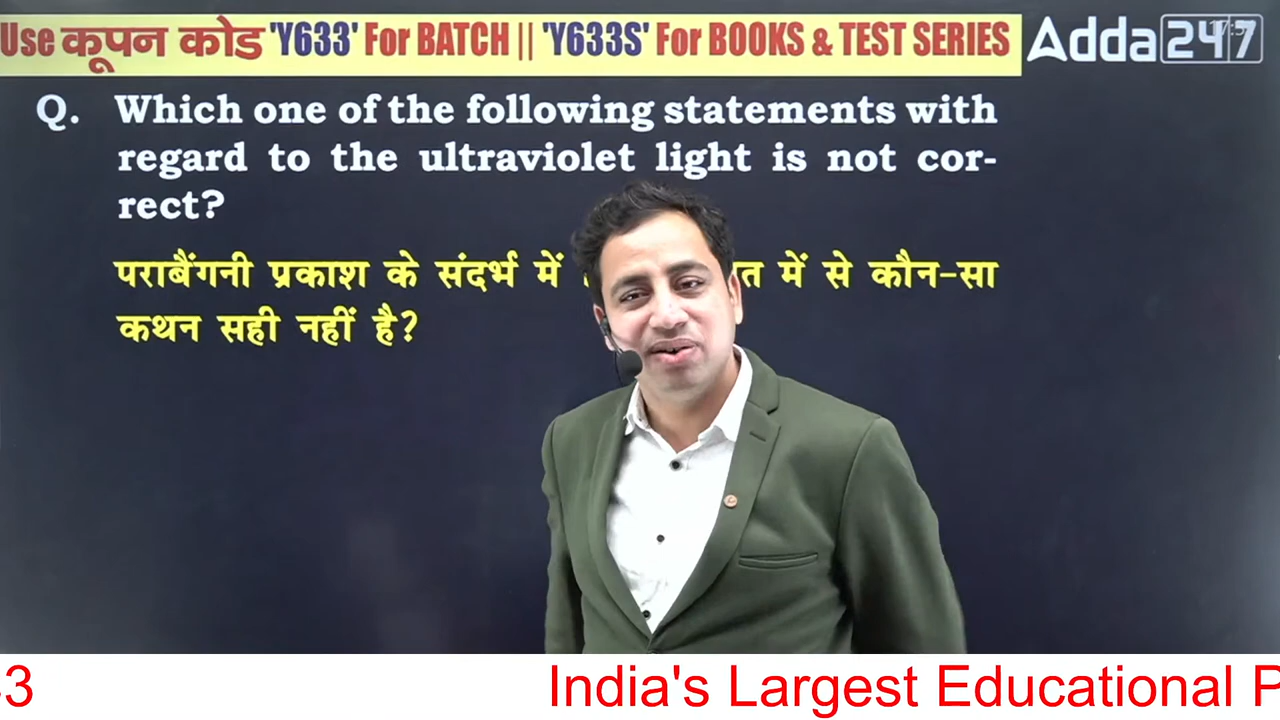 Use कूपन कोड 'Y633' For BATCH || 'Y633S' For BOOKS & TEST SERIES
Adda247
Q. Which one of the following statements with
regard to the ultraviolet light is not cor-
rect?
पराबैंगनी प्रकाश के संदर्भ में में से कौन-सा
कथन सही नहीं है?
India's Largest Educational